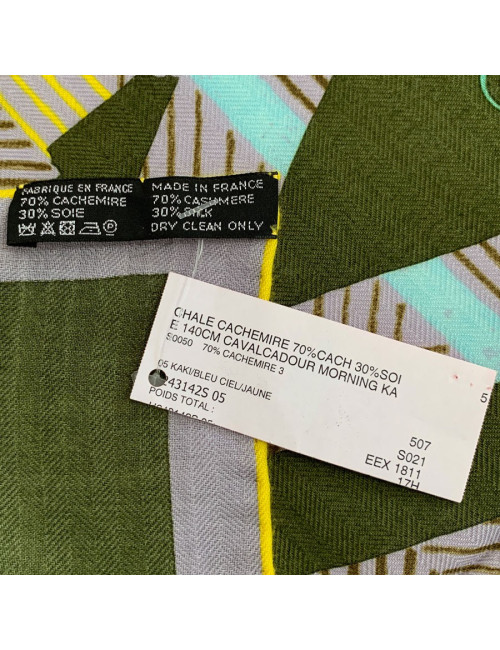 FABRIQUE EN FRANCE
70% CACHEMIRE
30% SOIE
MADE IN FRANCE
70% CASHMERE
30% SILK
DRY CLEAN ONLY
CHALE CACHEMIRE 70%CACH 30%SOI
E 140CM CAVALCADOUR MORNING KA
S0050 70% CACHEMIRE 3
5
05 KAKI/BLEU CIEL/JAUNE
243142S 05
POIDS TOTAL :
507
S021
EEX 1811
17H